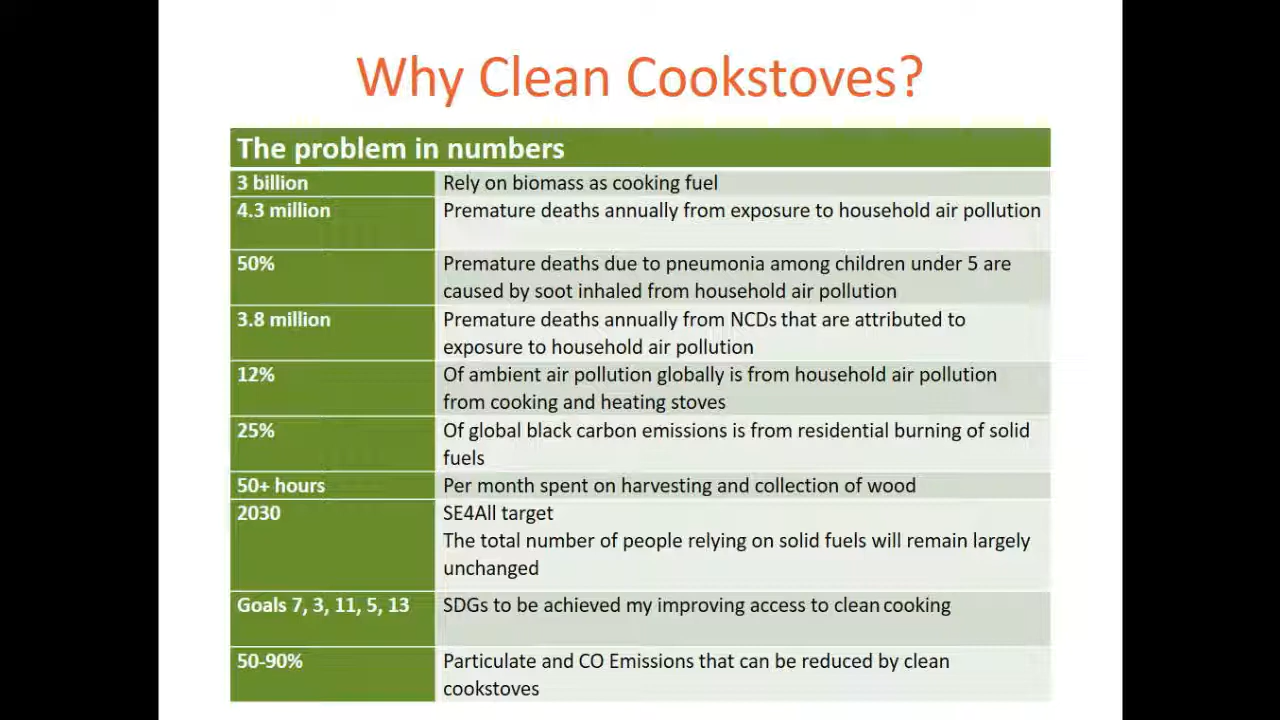 Why Clean Cookstoves?
The problem in numbers
3 billion
Rely on biomass as cooking fuel
4.3 million
Premature deaths annually from exposure to household air pollution
50%
Premature deaths due to pneumonia among children under 5 are
caused by soot inhaled from household air pollution
3.8 million
Premature deaths annually from NCDs that are attributed to
exposure to household air pollution
12%
Of ambient air pollution globally is from household air pollution
from cooking and heating stoves
25%
Of global black carbon emissions is from residential burning of solid
fuels
50+ hours
Per month spent on harvesting and collection of wood
2030
SE4All target
The total number of people relying on solid fuels will remain largely
unchanged
Goals 7, 3, 11, 5, 13
SDGs to be achieved my improving access to clean cooking
50-90%
Particulate and CO Emissions that can be reduced by clean
cookstoves